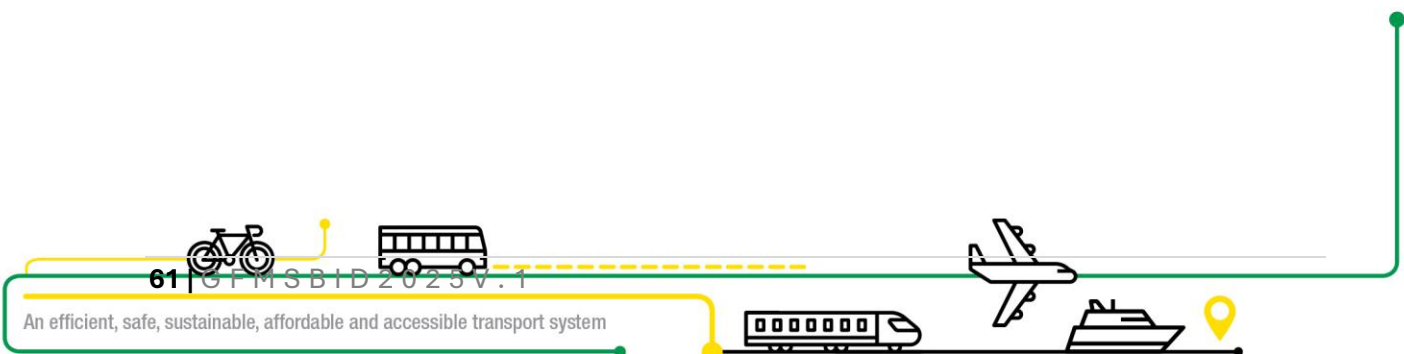 61| G F M S B I D 2 0 2 5 V . 1
An efficient, safe, sustainable, affordable and accessible transport system